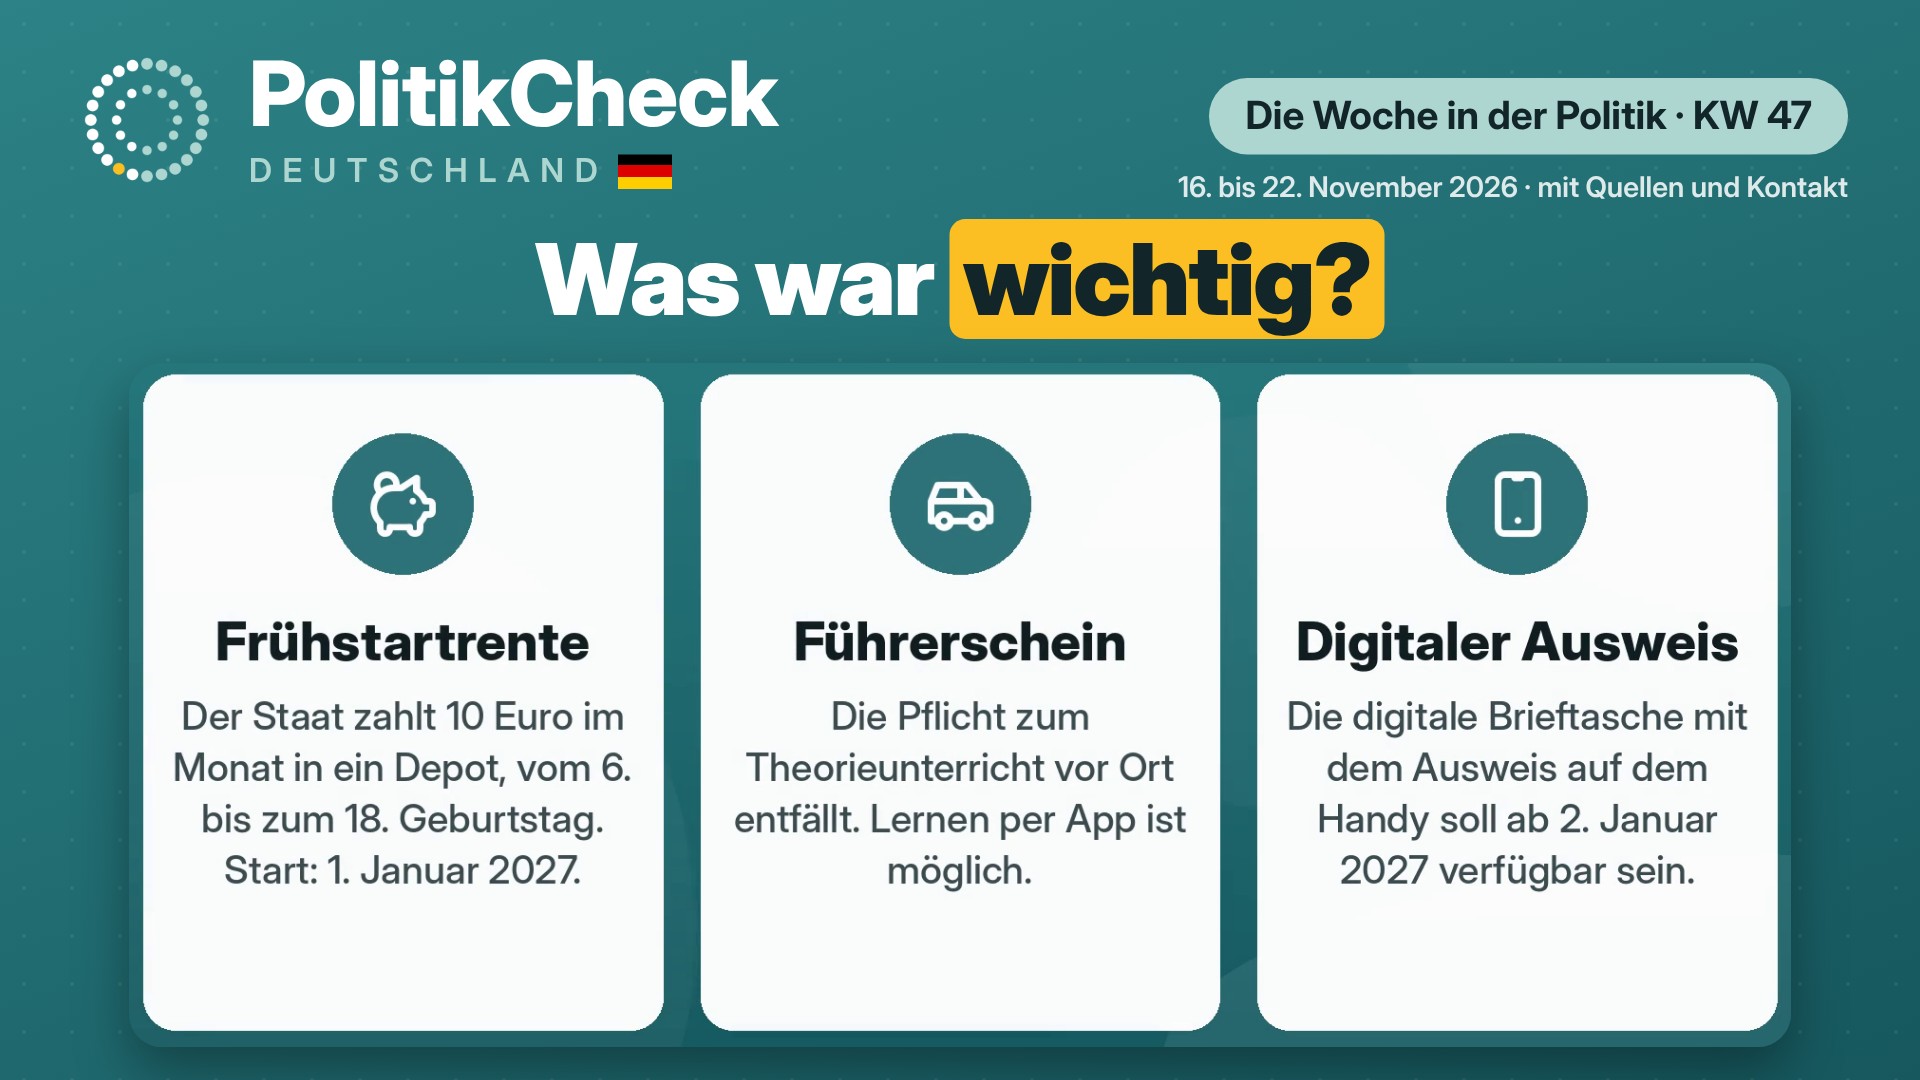 PolitikCheck
DEUTSCHLAND
Die Woche in der Politik · KW 47
16. bis 22. November 2026 · mit Quellen und Kontakt
Was war wichtig?
Frührstartrente
Der Staat zahlt 10 Euro im
Monat in ein Depot, vom 6.
bis zum 18. Geburtstag.
Start: 1. Januar 2027.
Führerschein
Die Pflicht zum
Theorieunterricht vor Ort
entfällt. Lernen per App ist
möglich.
Digitaler Ausweis
Die digitale Brieftasche mit
dem Ausweis auf dem
Handy soll ab 2. Januar
2027 verfügbar sein.